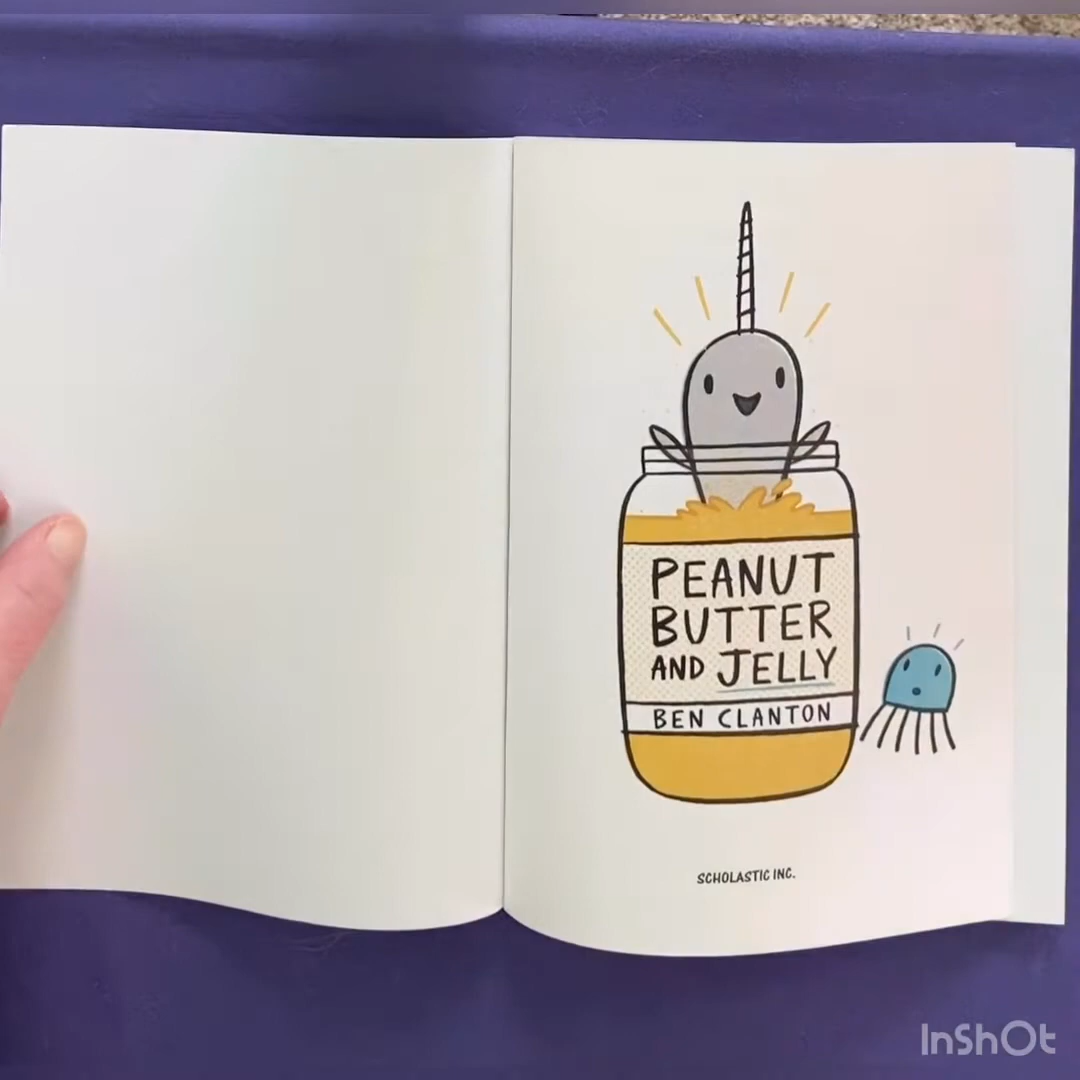 PEANUT
BUTTER
AND JELLY
BEN CLANTON
SCHOLASTIC INC.
InShOt